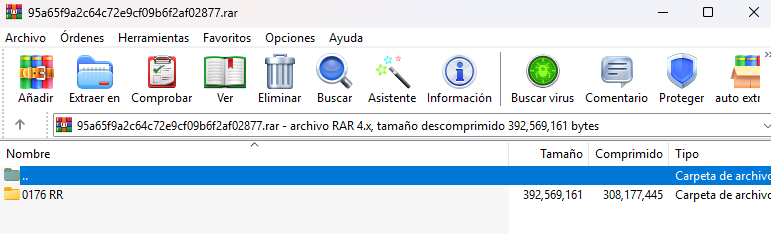 95a65f9a2c64c72e9cf09b6f2af02877.rar
Archivo Órdenes Herramientas Favoritos Opciones Ayuda
Añadir Extraer en Comprobar Ver Eliminar Buscar Asistente Información Buscar virus Comentario Proteger auto extr
95a65f9a2c64c72e9cf09b6f2af02877.rar - archivo RAR 4.x, tamaño descomprimido 392,569,161 bytes
Nombre Tamaño Comprimido Tipo
.. Carpeta de archivo
0176 RR 392,569,161 308,177,445 Carpeta de archivo